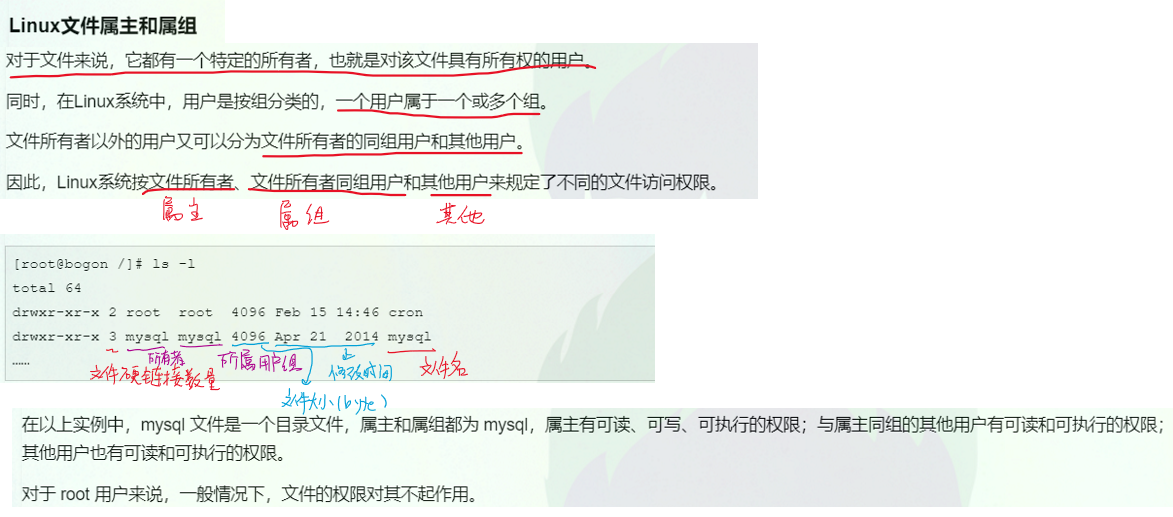 Linux文件属主和属组
对于文件来说，它都有一个特定的所有者，也就是对该文件具有所有权的用户。
同时，在Linux系统中，用户是按组分类的，一个用户属于一个或多个组。
文件所有者以外的用户又可以分为文件所有者的同组用户和其他用户。
因此，Linux系统按文件所有者、文件所有者同组用户和其他用户来规定了不同的文件访问权限。
属主 属组 其他
[root@bogon /]# ls -l
total 64
drwxr-xr-x 2 root  root  4096 Feb 15 14:46 cron
drwxr-xr-x 3 mysql mysql 4096 Apr 21  2014 mysql
……
所有者 所属用户组 文件名
文件硬链接数量 修改时间
文件大小(byte)
在以上实例中，mysql 文件是一个目录文件，属主和属组都为 mysql，属主有可读、可写、可执行的权限；与属主同组的其他用户有可读和可执行的权限；
其他用户也有可读和可执行的权限。
对于 root 用户来说，一般情况下，文件的权限对其不起作用。